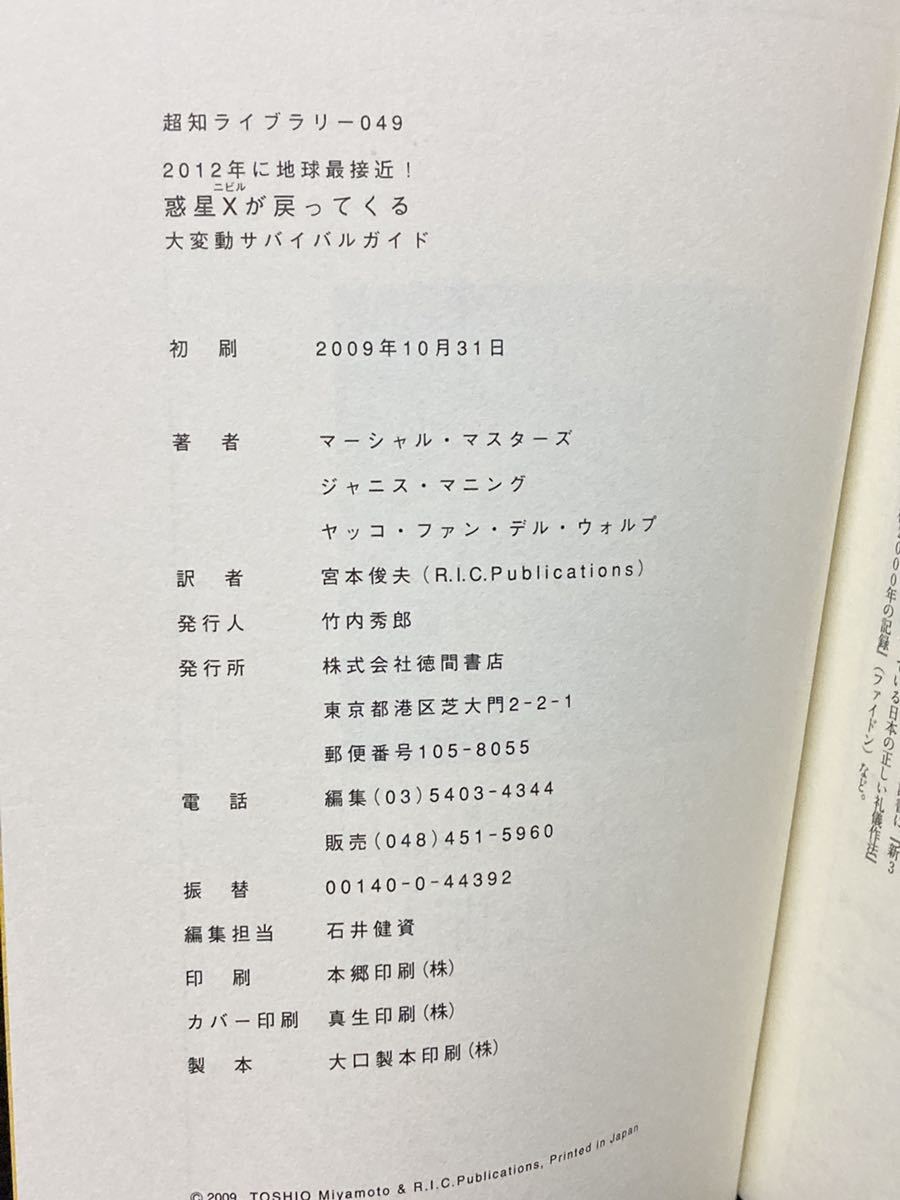 超知ライブラリー049
2012年に地球最接近!
ニビル
惑星Xが戻ってくる
大変動サバイバルガイド
初 刷 2009年10月31日
著 者 マーシャル・マスターズ
ジャニス・マニング
ヤッコ・ファン・デル・ウォルプ
訳 者 宮本俊夫(R.I.C.Publications)
発行人 竹内秀郎
発行所 株式会社徳間書店
東京都港区芝大門2-2-1
郵便番号105-8055
電 話 編集(03)5403-4344
販売(048)451-5960
振 替 00140-0-44392
編集担当 石井健資
印 刷 本郷印刷(株)
カバー印刷 真生印刷(株)
製 本 大口製本印刷(株)
© 2009 TOSHIO Miyamoto & R.I.C.Publications, Printed in Japan
『新3
ている日本の正しい礼儀作法』
2000年の記録』(ファイドン)など。